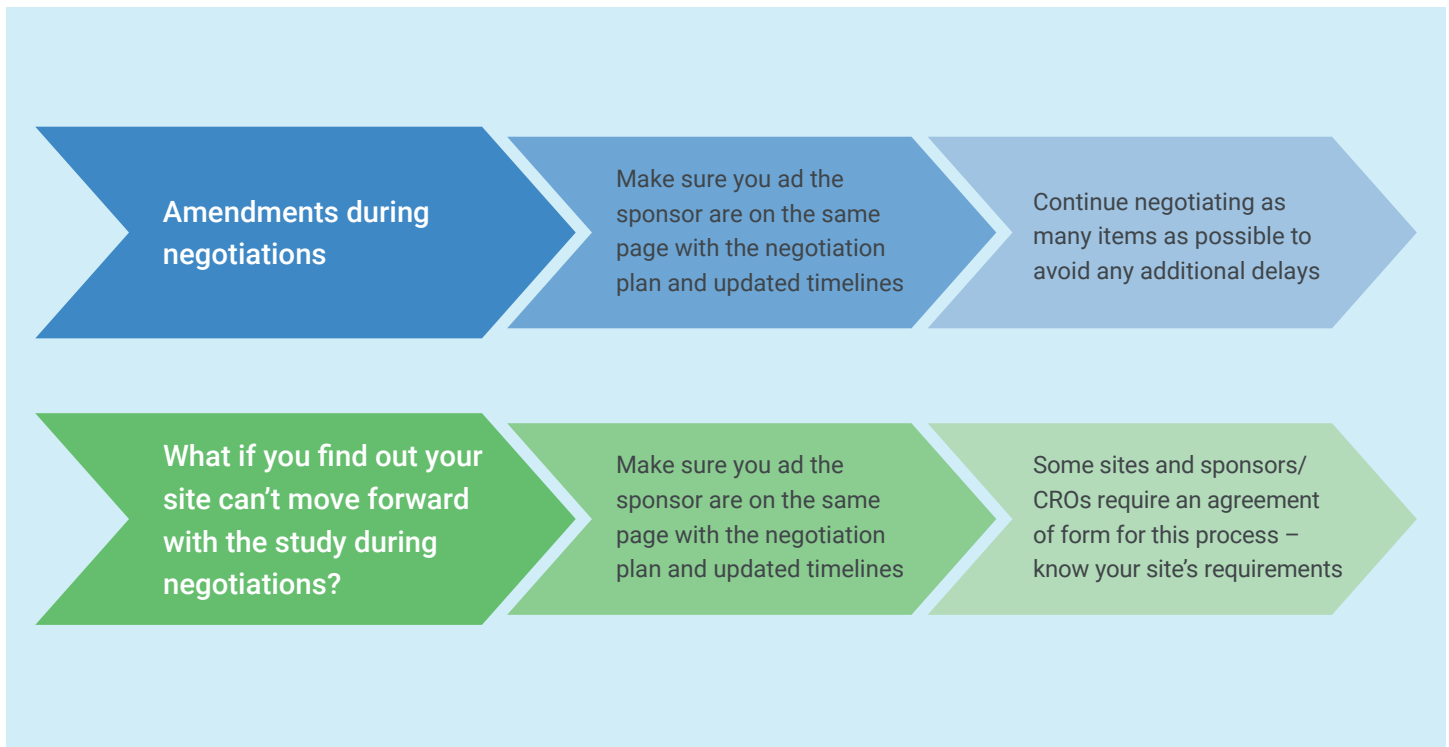 Amendments during
negotiations
Make sure you ad the
sponsor are on the same
page with the negotiation
plan and updated timelines
Continue negotiating as
many items as possible to
avoid any additional delays
What if you find out your
site can’t move forward
with the study during
negotiations?
Make sure you ad the
sponsor are on the same
page with the negotiation
plan and updated timelines
Some sites and sponsors/
CROs require an agreement
of form for this process –
know your site’s requirements